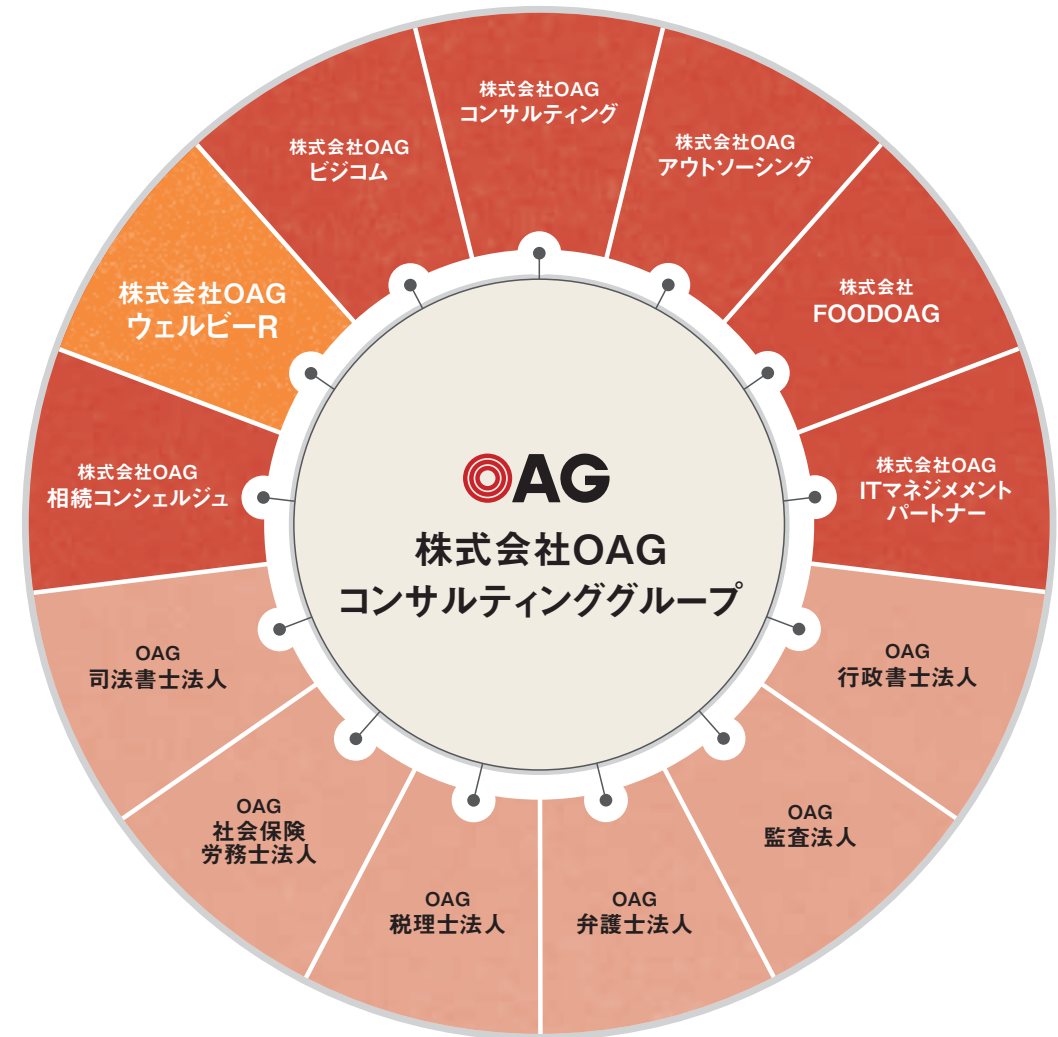 株式会社OAG
コンサルティング
株式会社OAG
アウトソーシング
株式会社
FOODOAG
株式会社OAG
ITマネジメメント
パートナー
OAG
行政書士法人
OAG
監査法人
OAG
弁護士法人
OAG
税理士法人
OAG
社会保険
労務士法人
OAG
司法書士法人
株式会社OAG
相続コンシェルジュ
株式会社OAG
ウェルビーR
株式会社OAG
ビジコム
OAG
株式会社OAG
コンサルティンググループ